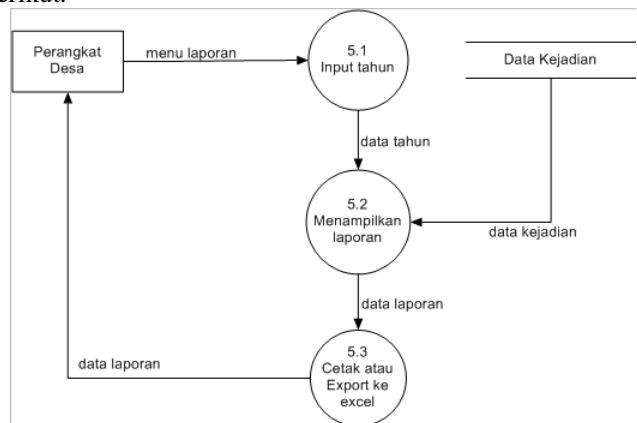 Perangkat
Desa
menu laporan
5.1
Input tahun
Data Kejadian
data tahun
5.2
Menampilkan
laporan
data kejadian
data laporan
data laporan
5.3
Cetak atau
Export ke
excel